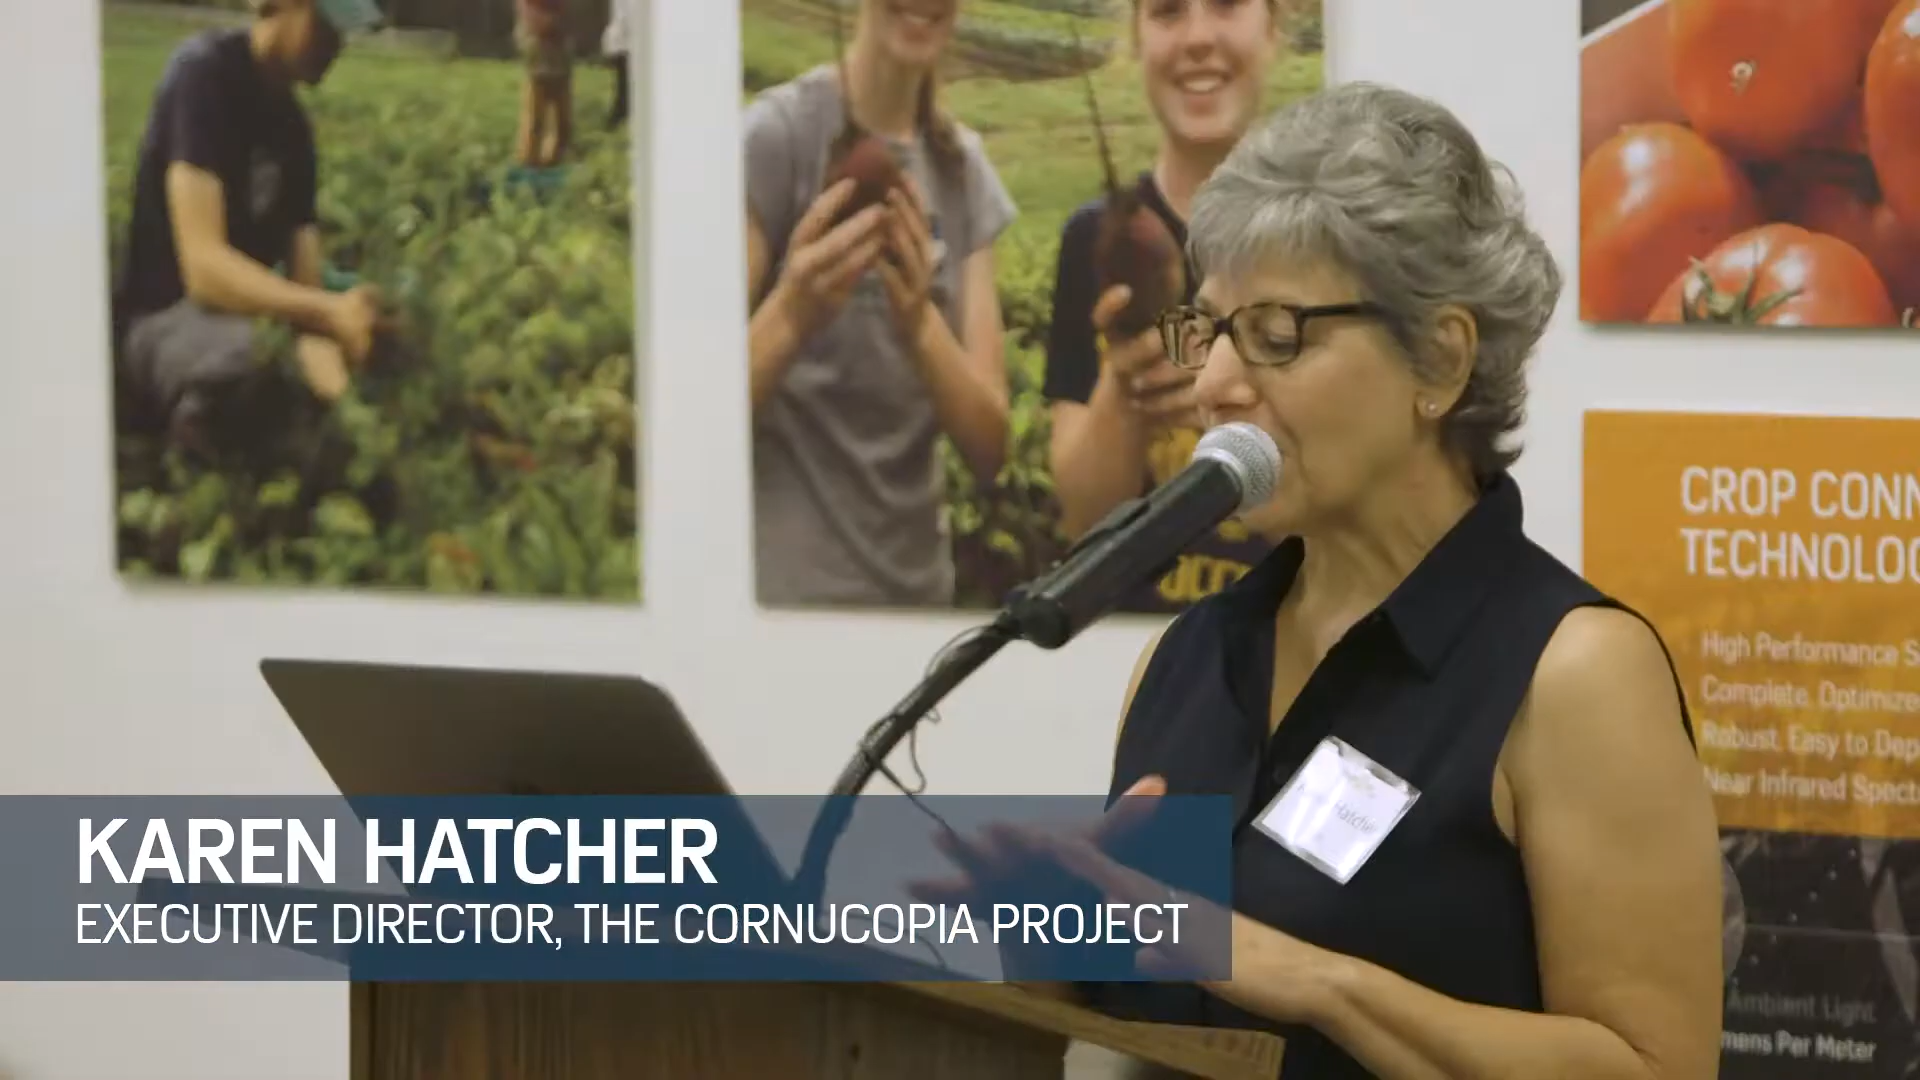 CROP CONN
TECHNOLOG
High Performance S
Complete, Optimize
Robust, Easy to Dep
Near Infrared Spect
Hatcher
KAREN HATCHER
EXECUTIVE DIRECTOR, THE CORNUCOPIA PROJECT
Ambient Light
mens Per Meter